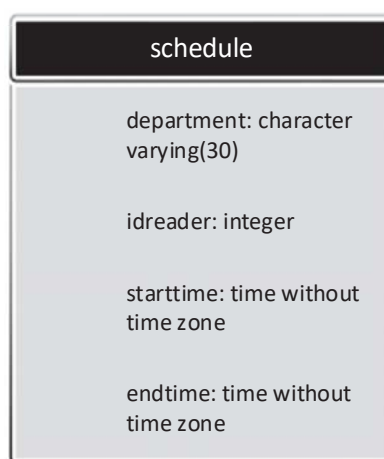 schedule
department: character
varying(30)
idreader: integer
starttime: time without
time zone
endtime: time without
time zone